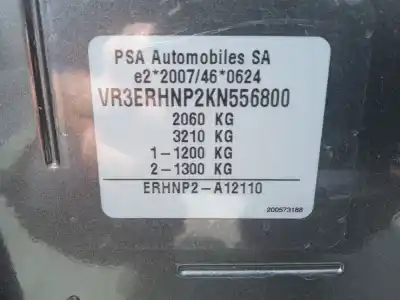 PSA Automobiles SA
e2*2007/46*0624
VR3ERHNP2KN556800
2060 KG
3210 KG
1-1200 KG
2-1300 KG
ERHNP2-A12110
200573188